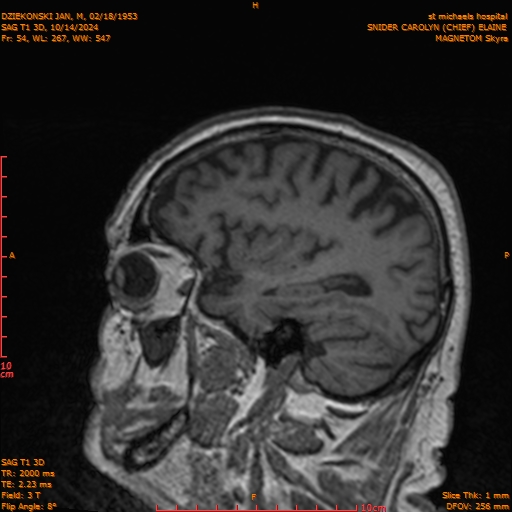 H
DZIEKONSKI JAN, M, 02/18/1953
SAG T1 3D, 10/14/2024
Fr: 54, WL: 267, WW: 547
st michaels hospital
SNIDER CAROLYN (CHIEF) ELAINE
MAGNETOM Skyra
A
P
10
cm
SAG T1 3D
TR: 2000 ms
TE: 2.23 ms
Field: 3 T
Flip Angle: 8°
F
10cm
Slice Thk: 1 mm
DFOV: 256 mm